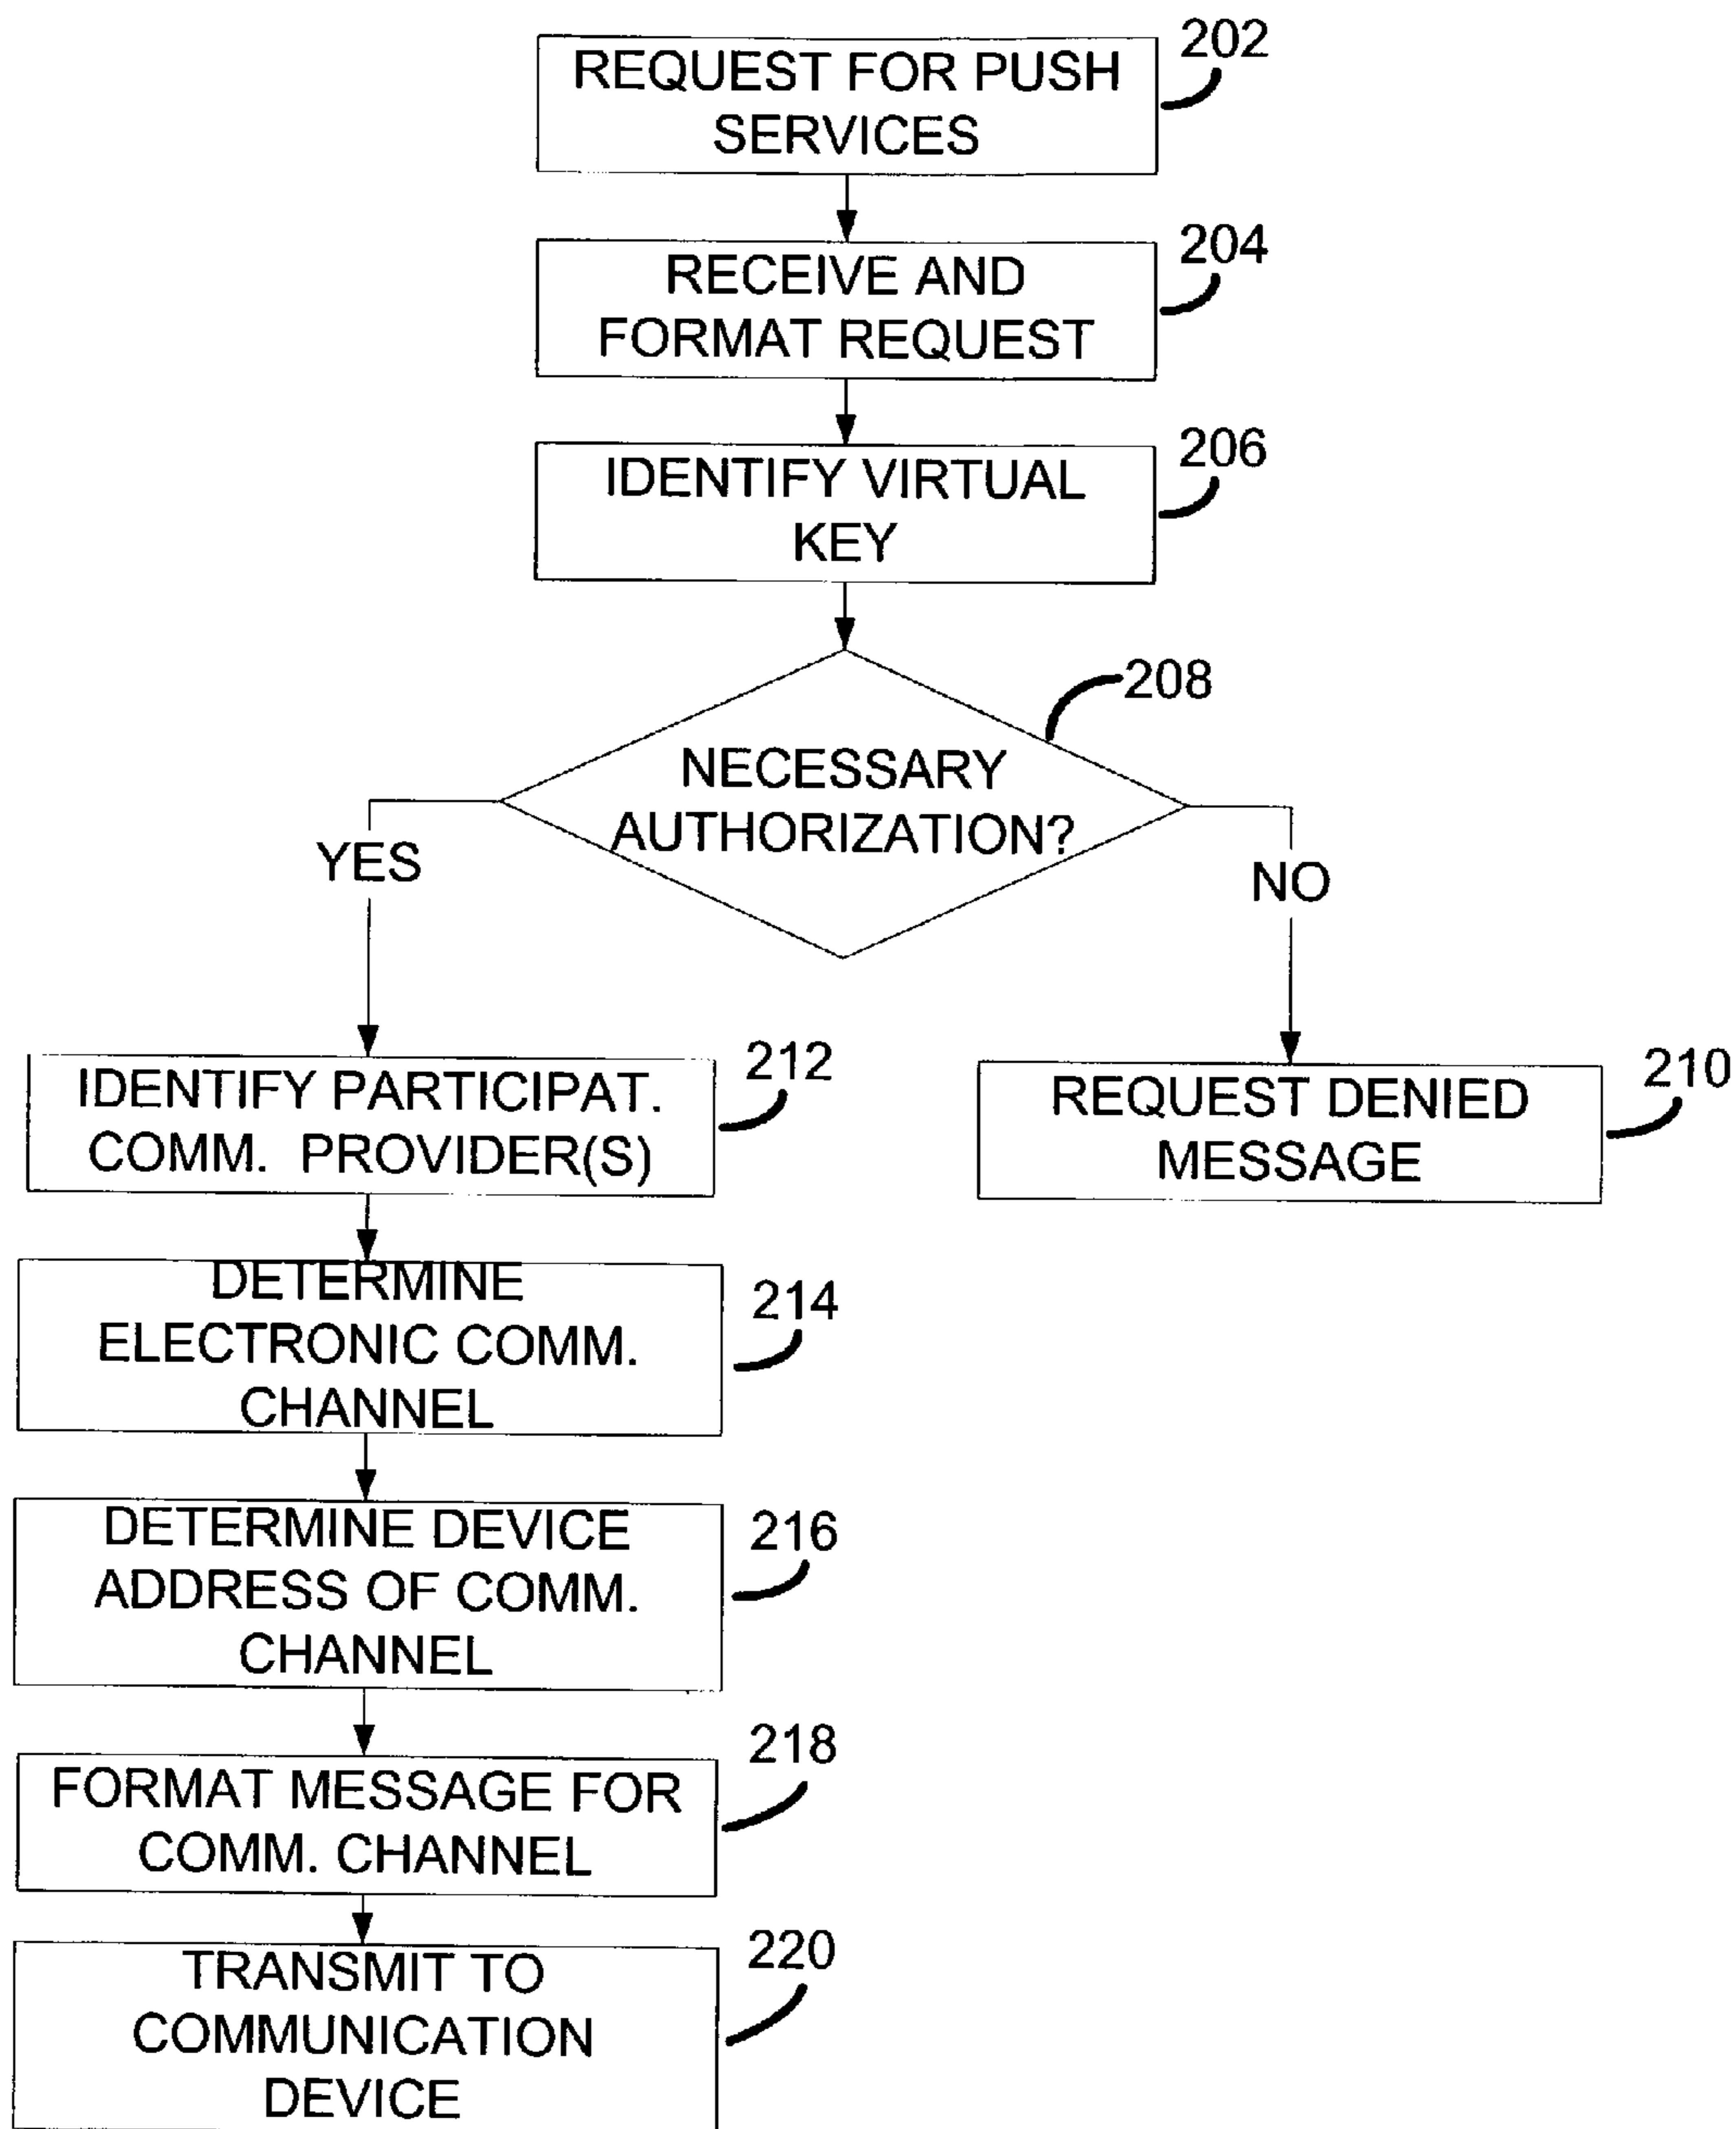 REQUEST FOR PUSH
SERVICES
202
RECEIVE AND
FORMAT REQUEST
204
IDENTIFY VIRTUAL
KEY
206
NECESSARY
AUTHORIZATION?
208
YES
NO
IDENTIFY PARTICIPAT.
COMM. PROVIDER(S)
212
REQUEST DENIED
MESSAGE
210
DETERMINE
ELECTRONIC COMM.
CHANNEL
214
DETERMINE DEVICE
ADDRESS OF COMM.
CHANNEL
216
FORMAT MESSAGE FOR
COMM. CHANNEL
218
TRANSMIT TO
COMMUNICATION
DEVICE
220